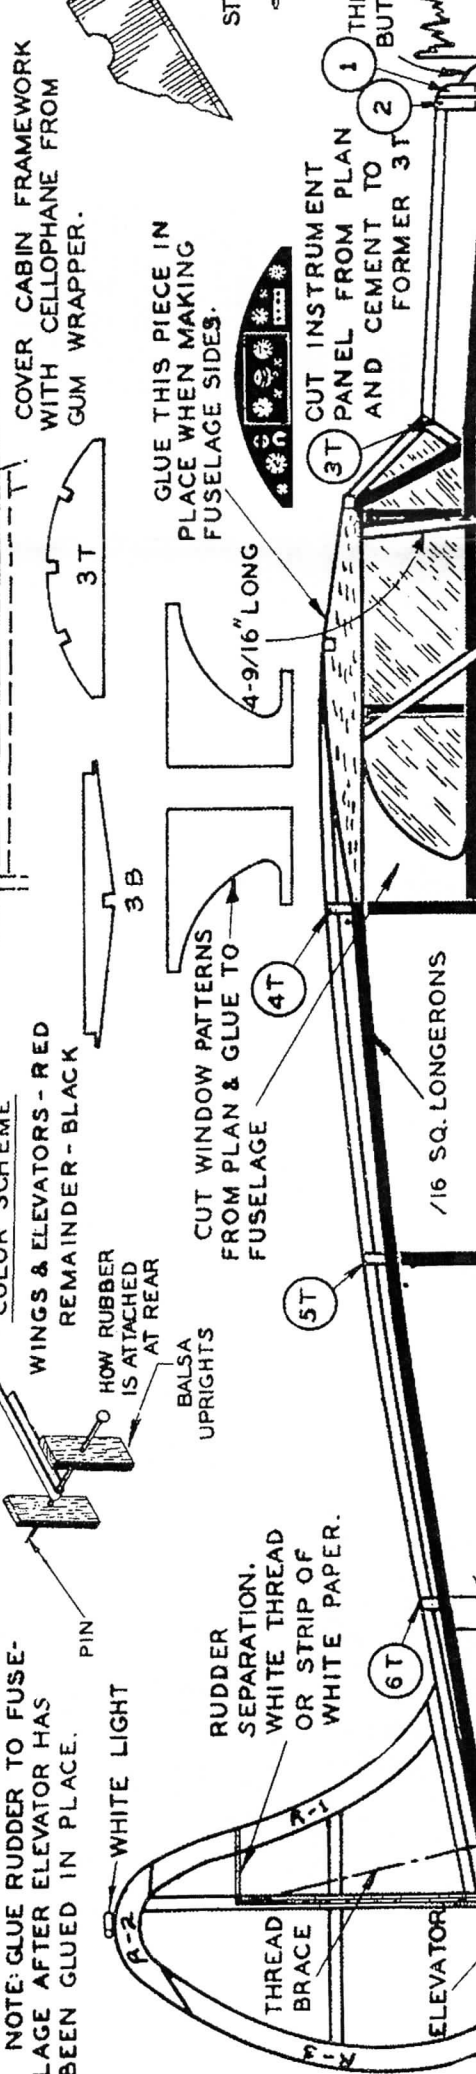 NOTE: GLUE RUDDER TO FUSE-
LAGE AFTER ELEVATOR HAS
BEEN GLUED IN PLACE.
WHITE LIGHT
PIN
HOW RUBBER
IS ATTACHED
AT REAR
BALSA
UPRIGHTS
COLOR SCHEME
WINGS & ELEVATORS - RED
REMAINDER - BLACK
3B
3T
COVER CABIN FRAMEWORK
WITH CELLOPHANE FROM
GUM WRAPPER.
ST
RUDDER
SEPARATION.
WHITE THREAD
OR STRIP OF
WHITE PAPER.
R-1
R-2
R-3
THREAD
BRACE
ELEVATOR
6T
5T
4T
CUT WINDOW PATTERNS
FROM PLAN & GLUE TO
FUSELAGE
/16 SQ. LONGERONS
4-9/16" LONG
GLUE THIS PIECE IN
PLACE WHEN MAKING
FUSELAGE SIDES.
3T
CUT INSTRUMENT
PANEL FROM PLAN
AND CEMENT TO
FORMER 3T
2
1
THI
BUT